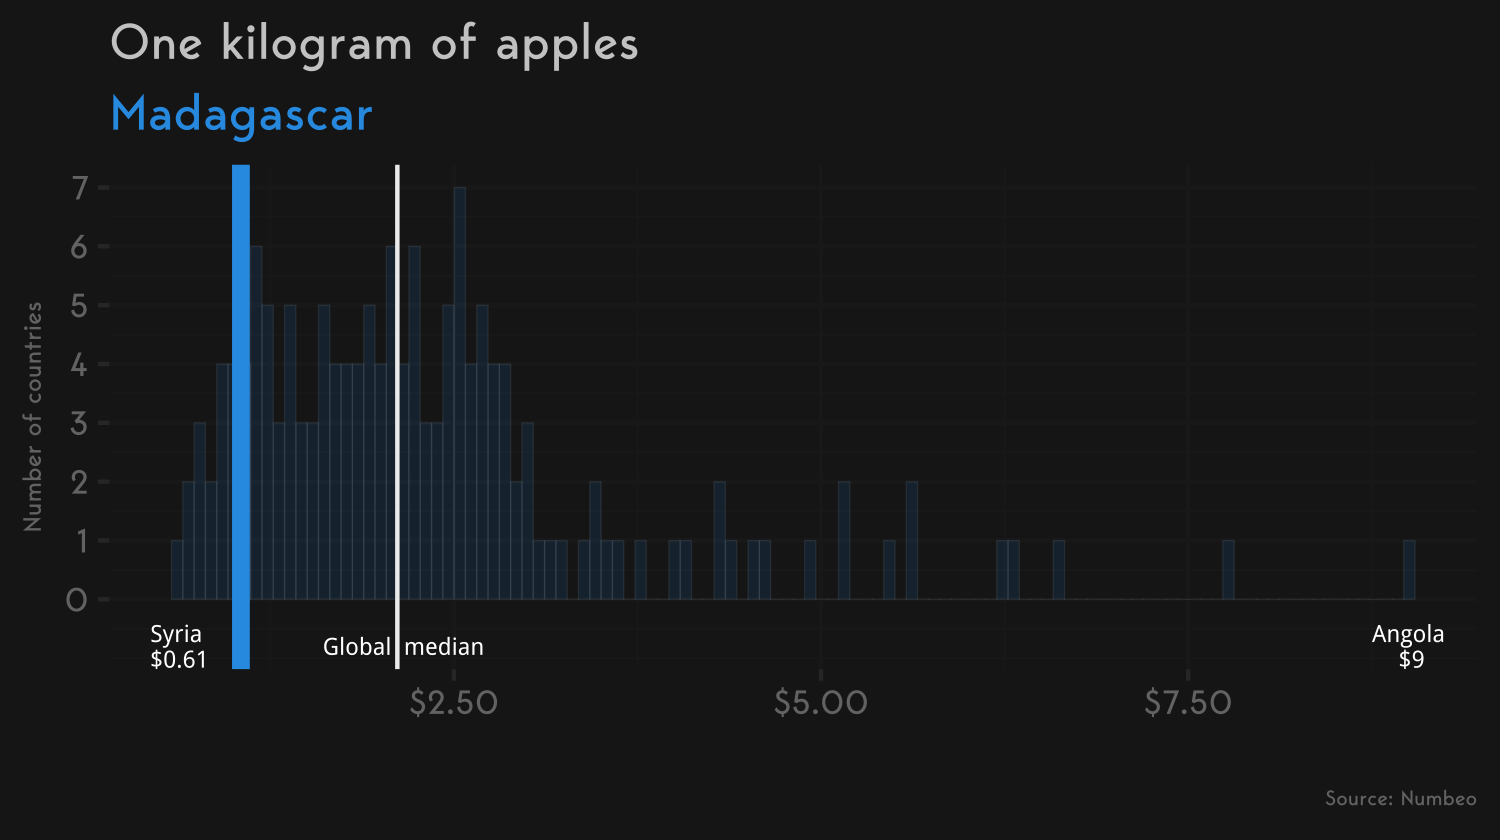 One kilogram of apples
Madagascar
Number of countries
7
6
5
4
3
2
1
0
Syria
$0.61
Global median
Angola
$9
$2.50
$5.00
$7.50
Source: Numbeo